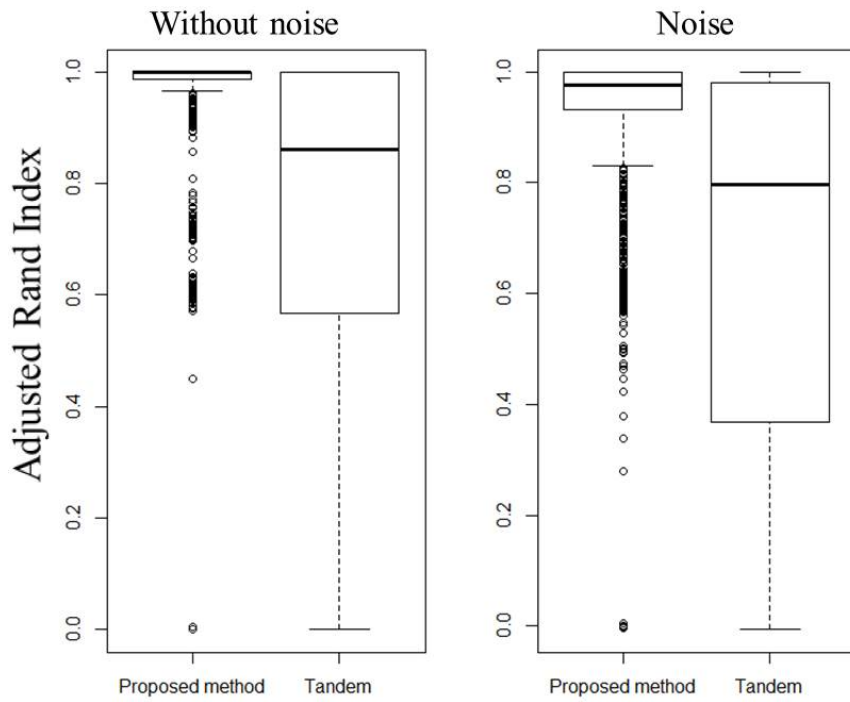 Without noise
Noise
Adjusted Rand Index
1.0
0.8
0.6
0.4
0.2
0.0
Proposed method
Tandem
1.0
0.8
0.6
0.4
0.2
0.0
Proposed method
Tandem